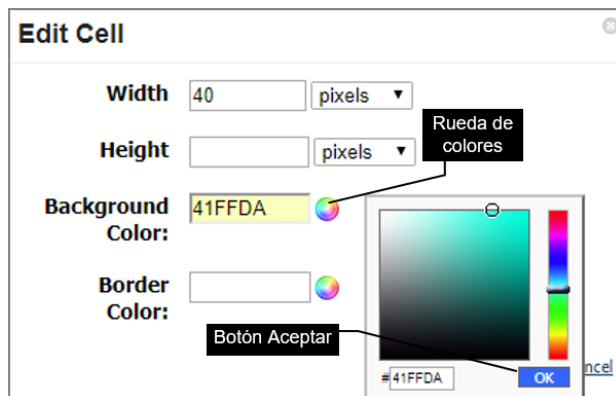 Edit Cell
Width
40
pixels
Rueda de
colores
Height
pixels
Background
Color:
41FFDA
Border
Color:
Botón Aceptar
#41FFDA
OK
ncel